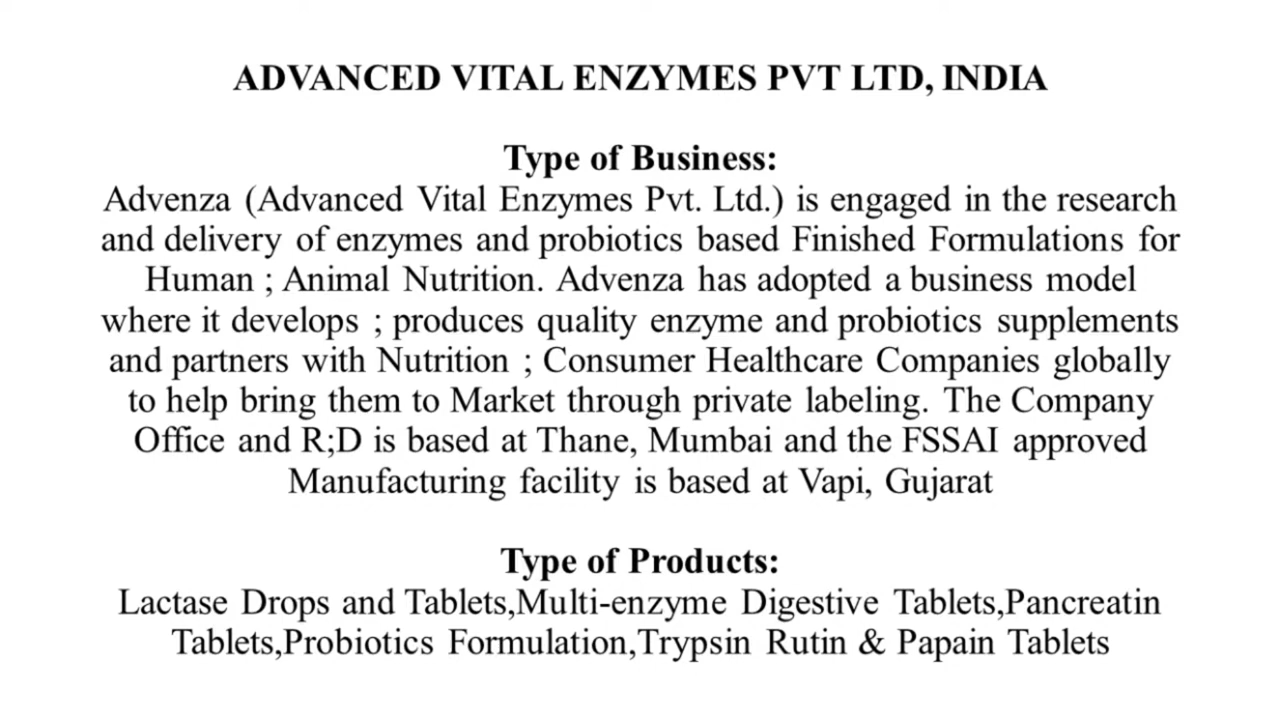 ADVANCED VITAL ENZYMES PVT LTD, INDIA
Type of Business:
Advenza (Advanced Vital Enzymes Pvt. Ltd.) is engaged in the research
and delivery of enzymes and probiotics based Finished Formulations for
Human ; Animal Nutrition. Advenza has adopted a business model
where it develops ; produces quality enzyme and probiotics supplements
and partners with Nutrition ; Consumer Healthcare Companies globally
to help bring them to Market through private labeling. The Company
Office and R;D is based at Thane, Mumbai and the FSSAI approved
Manufacturing facility is based at Vapi, Gujarat
Type of Products:
Lactase Drops and Tablets,Multi-enzyme Digestive Tablets,Pancreatin
Tablets,Probiotics Formulation,Trypsin Rutin & Papain Tablets